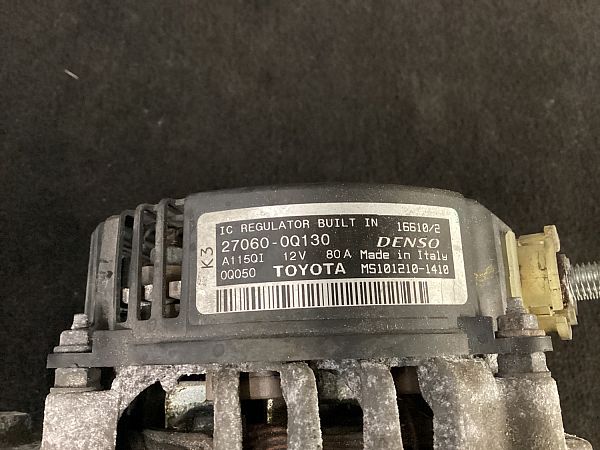 IC REGULATOR BUILT IN 16610/2
K3
27060-0Q130 DENSO
A115QI 12V 80A Made in Italy
0Q050 TOYOTA MS101210-1410